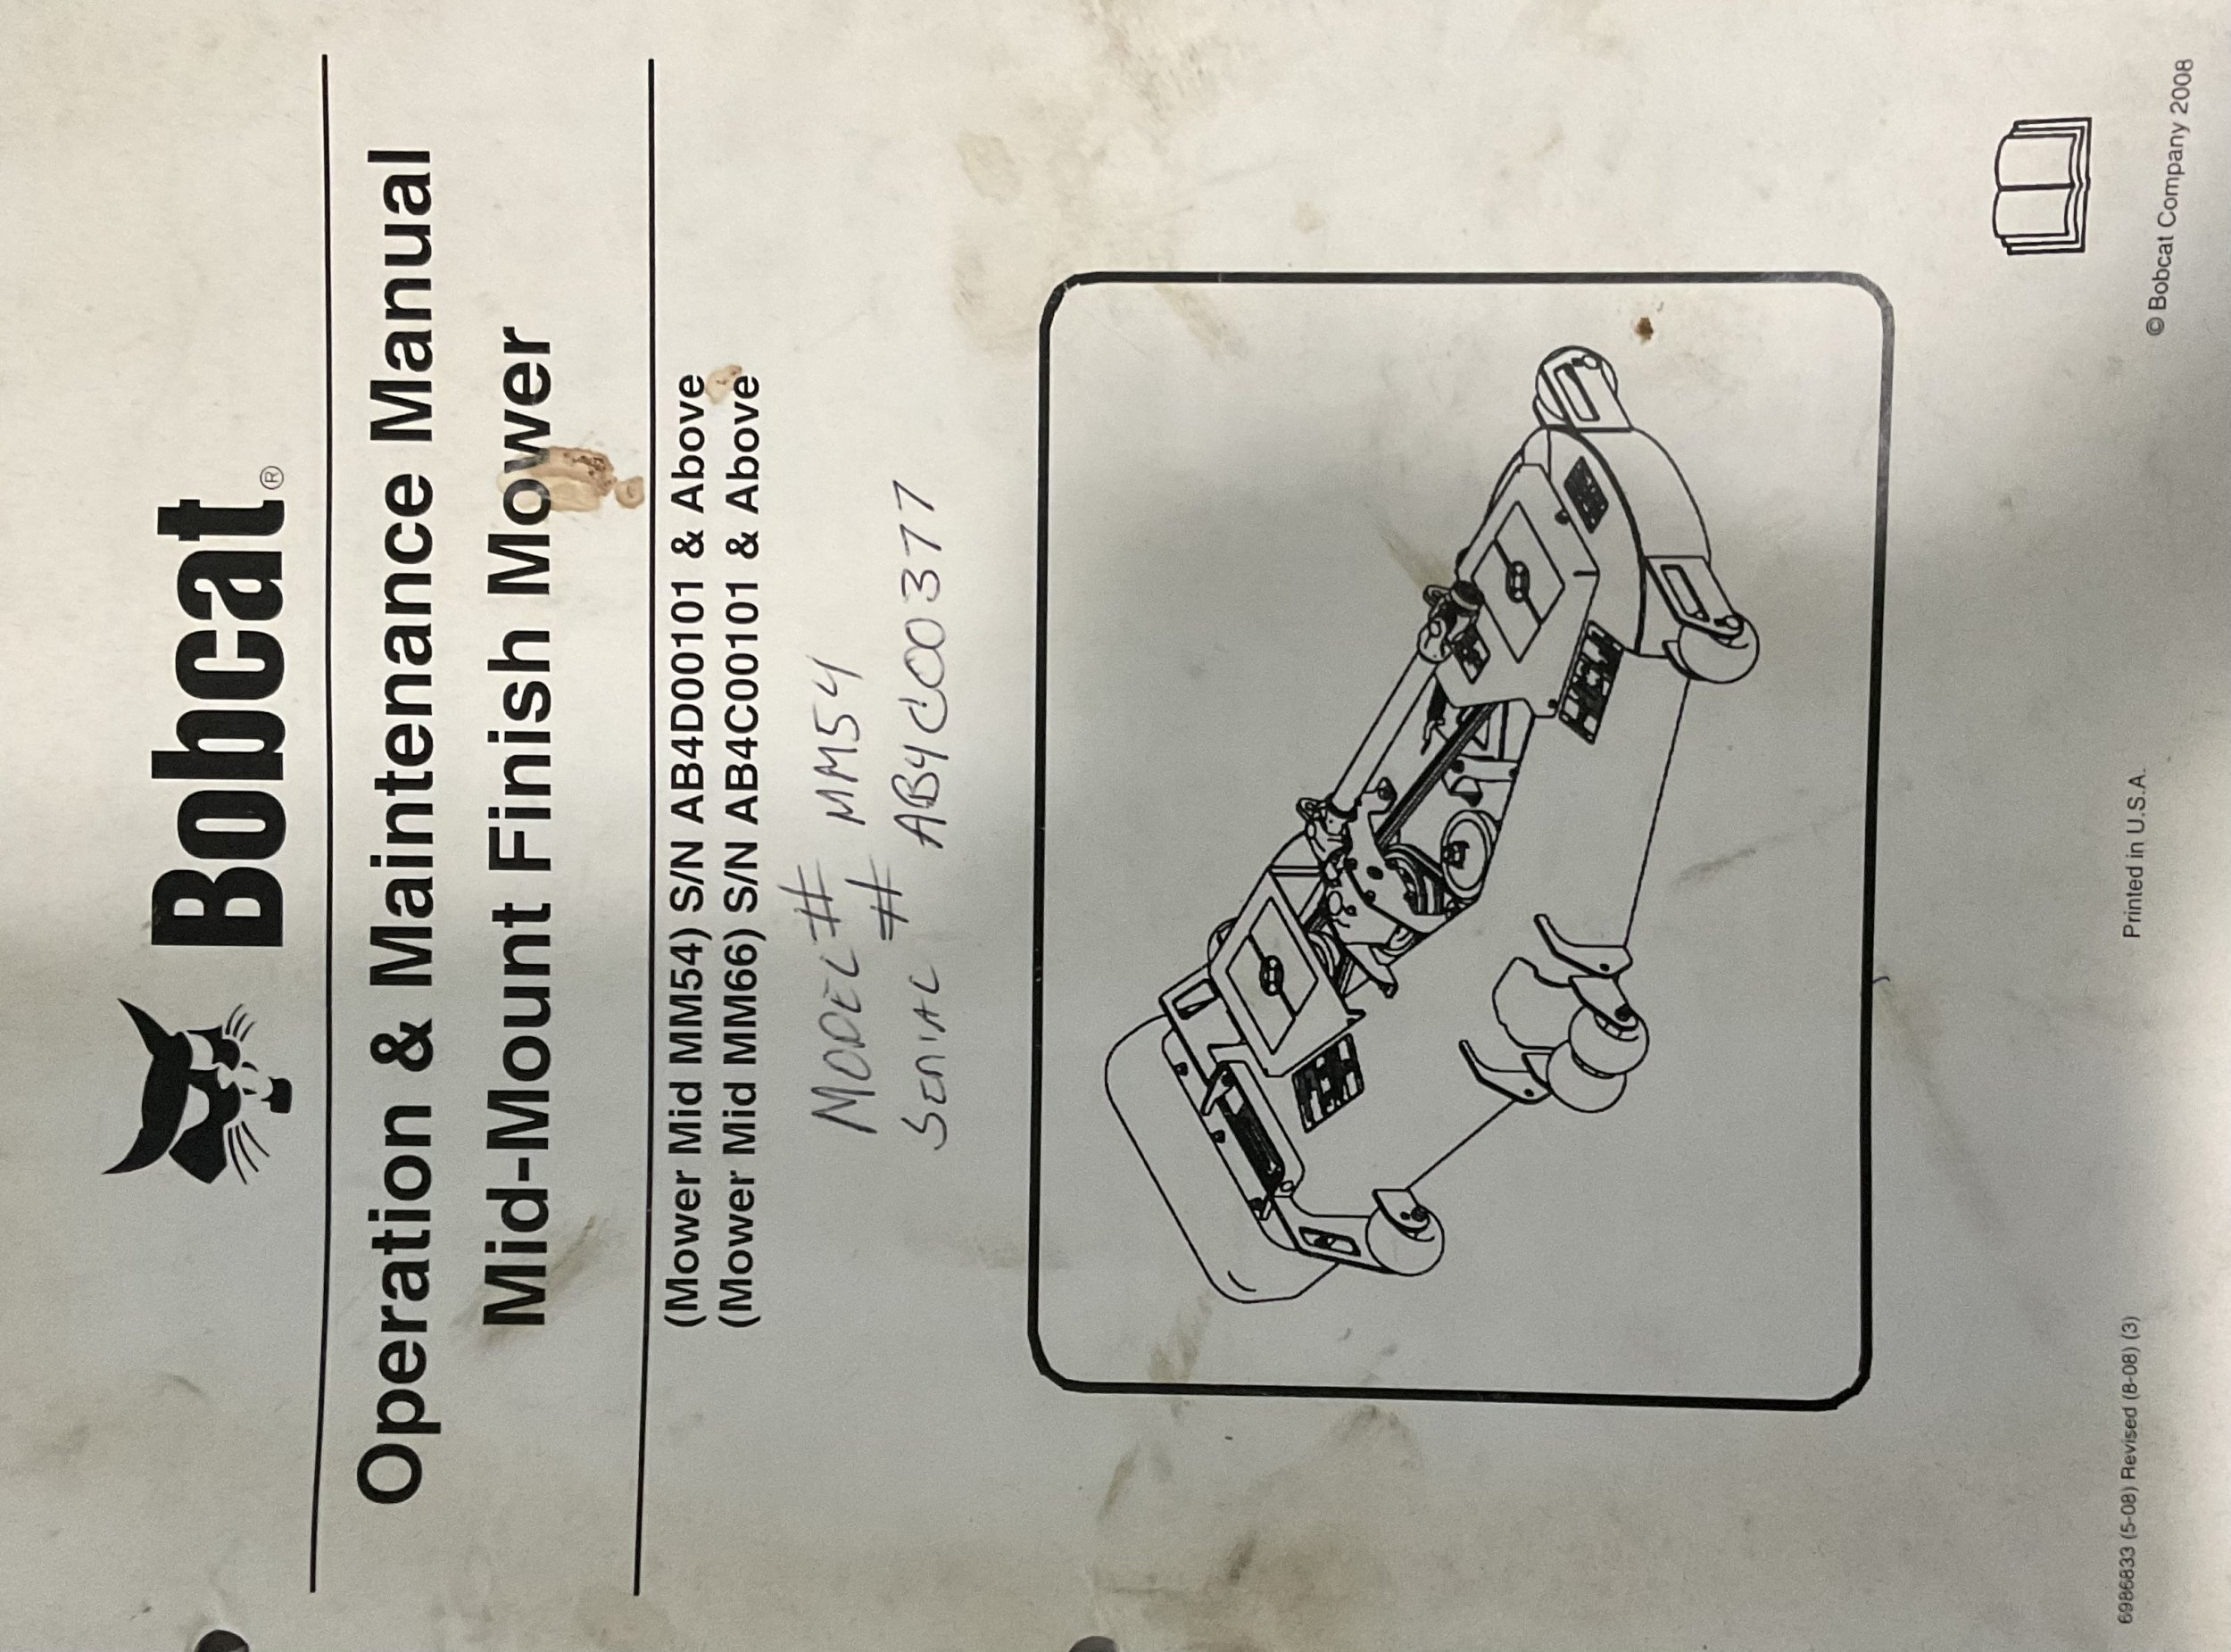 Bobcat®
Operation & Maintenance Manual
Mid-Mount Finish Mower
(Mower Mid MM54) S/N AB4D00101 & Above
(Mower Mid MM66) S/N AB4C00101 & Above
MODEL # MM54
SERIAL # AB4C00377
6986833 (5-08) Revised (8-08) (3)
Printed in U.S.A.
© Bobcat Company 2008